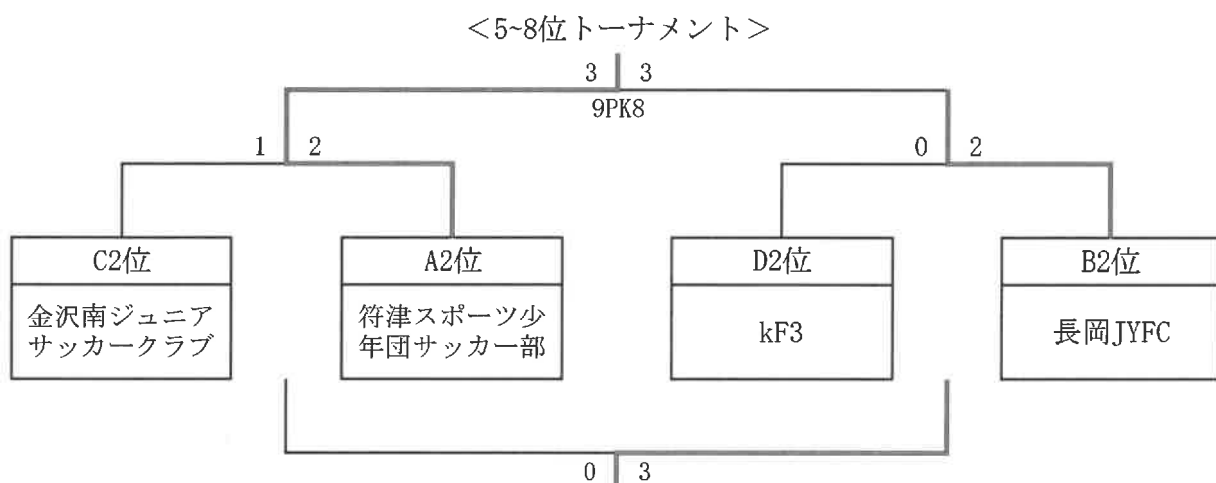 <5~8位トーナメント>
3 3
9PK8
1 2
0 2
C2位
A2位
D2位
B2位
金沢南ジュニア
サッカークラブ
符津スポーツ少
年団サッカー部
kF3
長岡JYFC
0 3